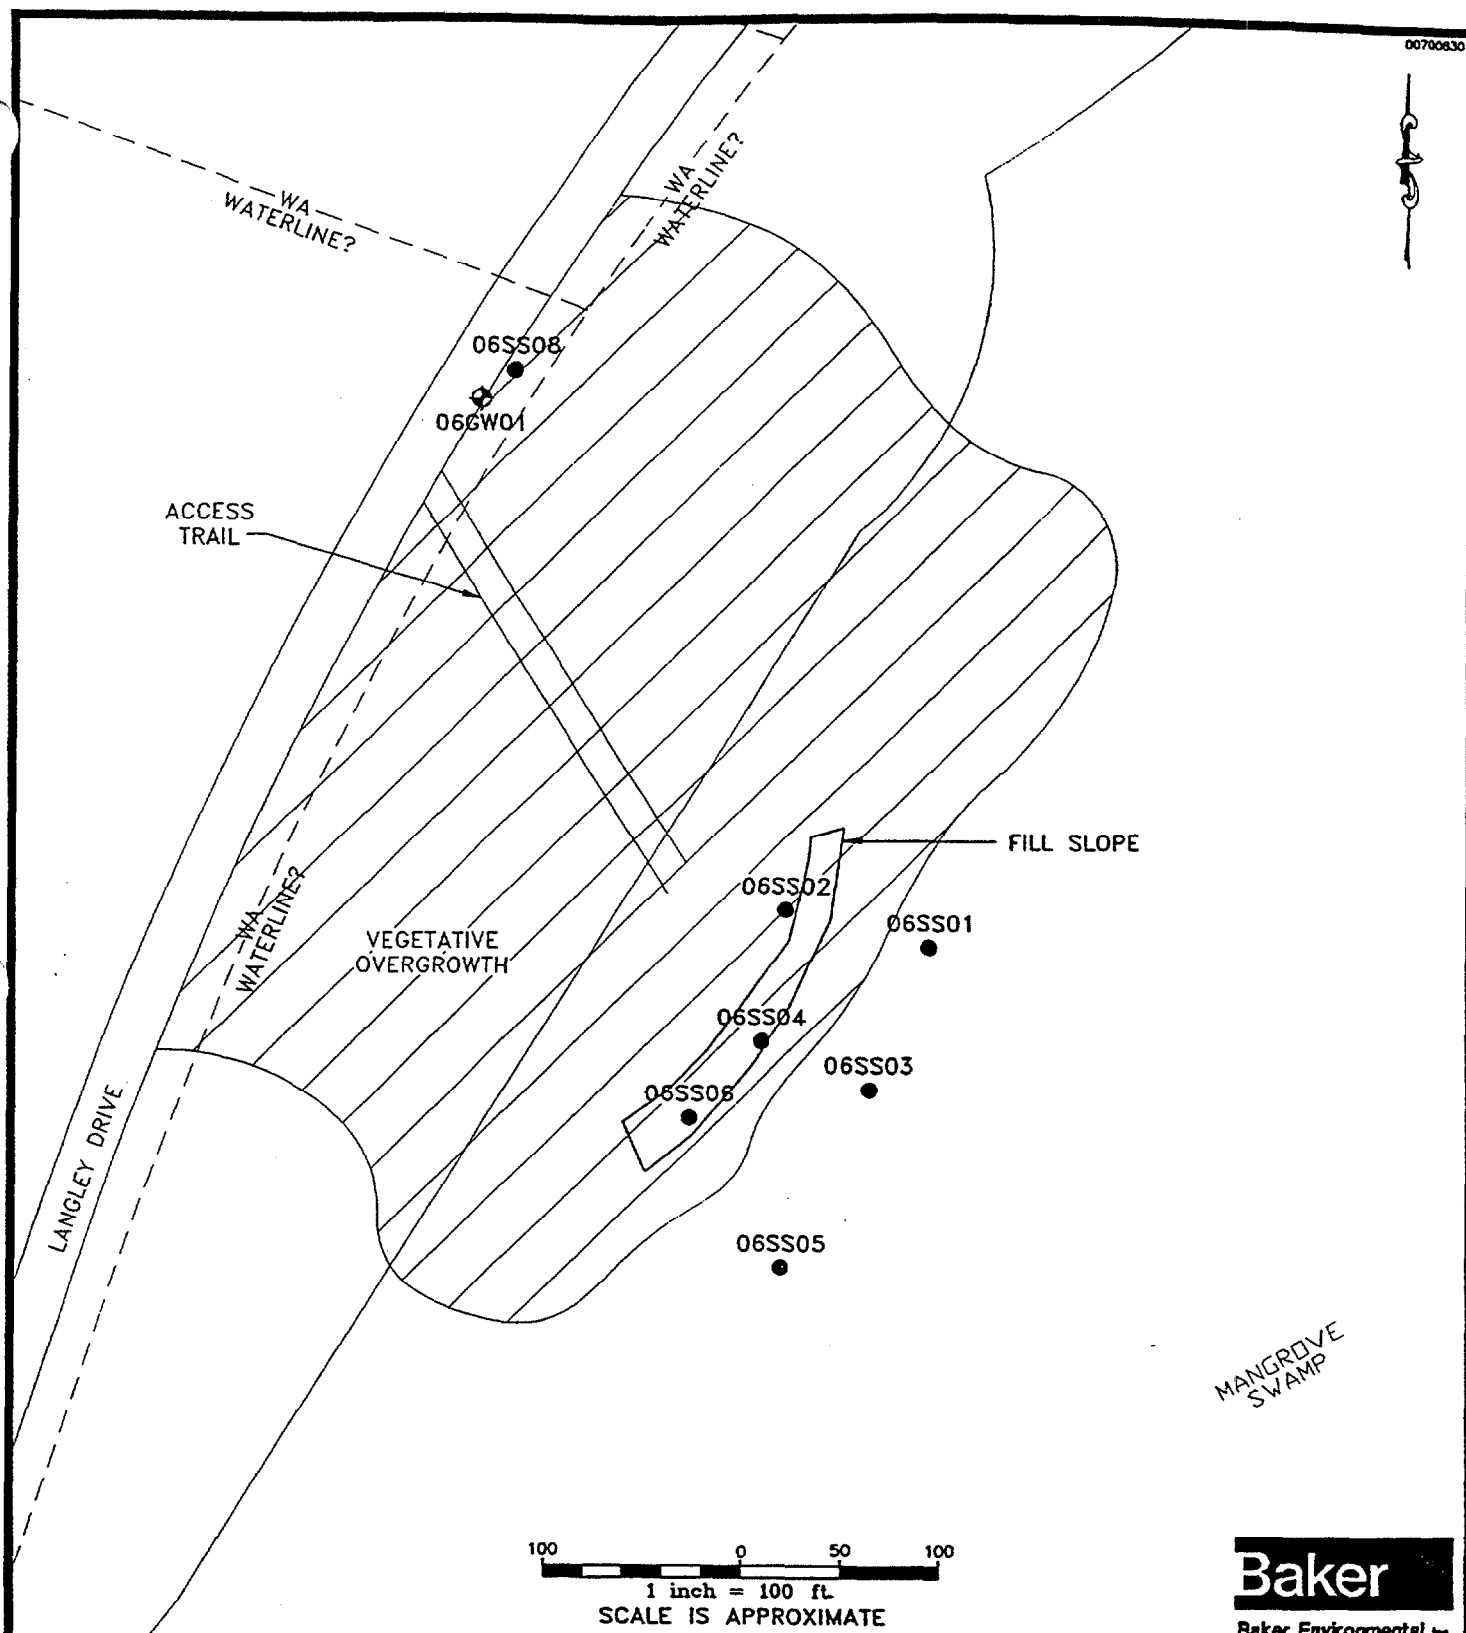 00700630
WA
WATERLINE?
WA
WATERLINE?
06SS08
06GW01
ACCESS
TRAIL
FILL SLOPE
06SS02
06SS01
WA
WATERLINE?
VEGETATIVE
OVERGROWTH
06SS04
06SS03
06SS06
LANGLEY DRIVE
06SS05
MANGROVE
SWAMP
100 0 50 100
1 inch = 100 ft.
SCALE IS APPROXIMATE
Baker
Baker Environmental